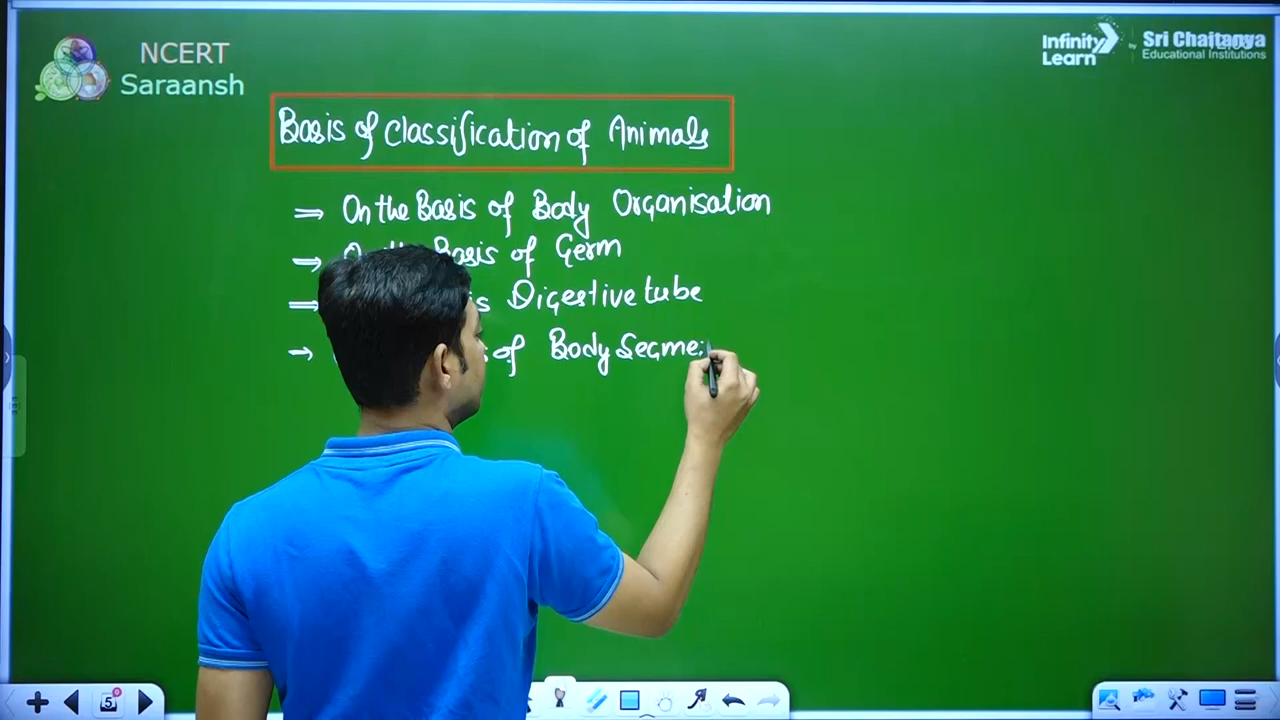 NCERT
Saraansh
Infinity
Learn
by
Sri Chaitanya
Educational Institutions
Basis of Classification of Animals
⇒ On the Basis of Body Organisation
⇒ Basis of Germ
⇒ Digestive tube
→ of Body Segme
5